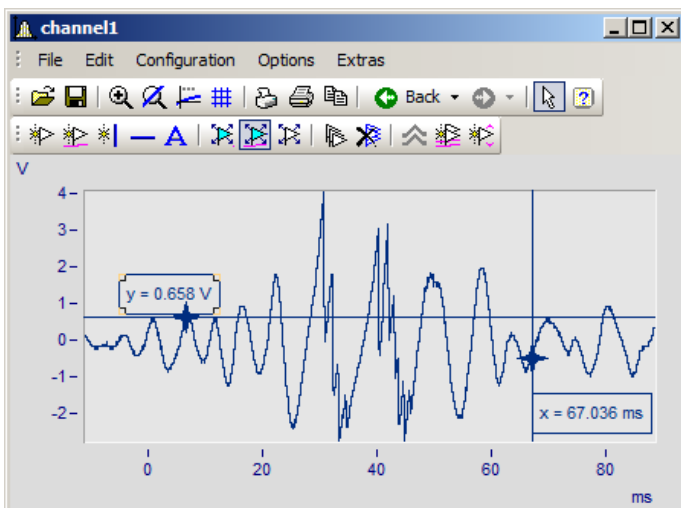 channel1
File Edit Configuration Options Extras
Back
A
V
4
3
2
y = 0.658 V
1
0
-1
x = 67.036 ms
-2
0 20 40 60 80
ms